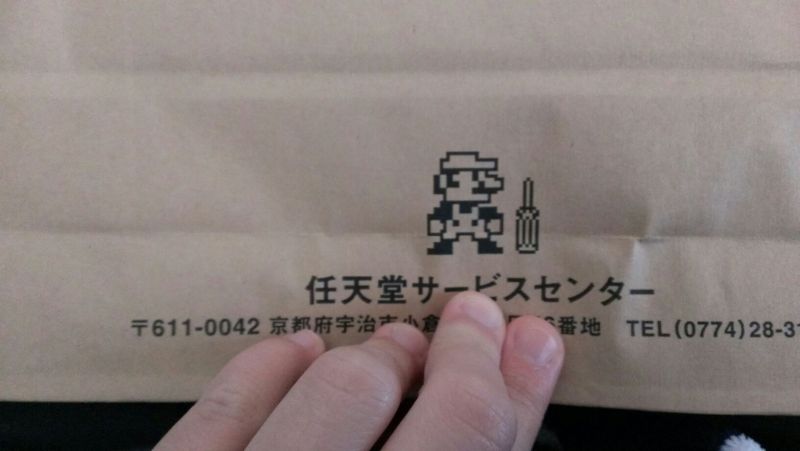 任天堂サービスセンター
〒611-0042 京都府宇治市小倉 番地 TEL(0774)28-31